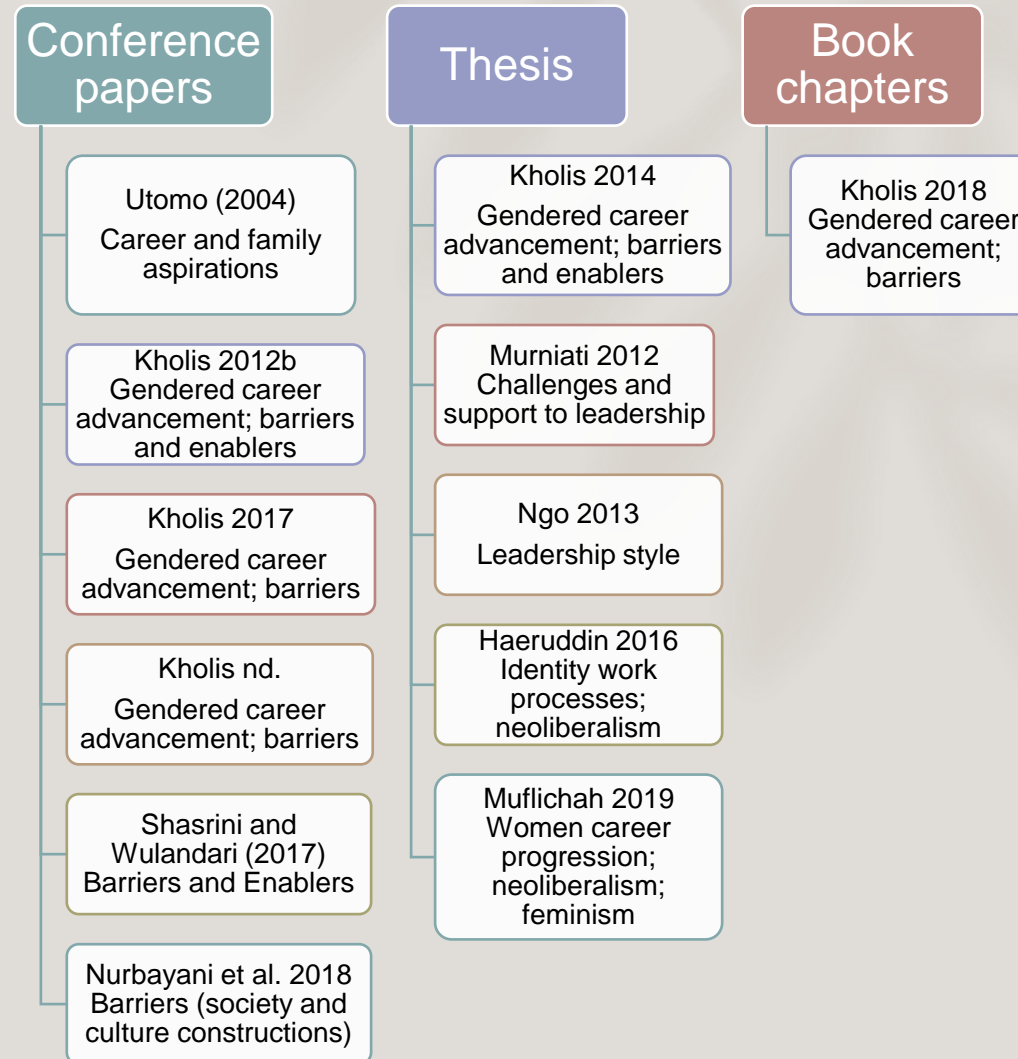 Conference
papers
Utomo (2004)
Career and family
aspirations
Kholis 2012b
Gendered career
advancement; barriers
and enablers
Kholis 2017
Gendered career
advancement; barriers
Kholis nd.
Gendered career
advancement; barriers
Shasrini and
Wulandari (2017)
Barriers and Enablers
Nurbayani et al. 2018
Barriers (society and
culture constructions)
Thesis
Kholis 2014
Gendered career
advancement; barriers
and enablers
Murniati 2012
Challenges and
support to leadership
Ngo 2013
Leadership style
Haeruddin 2016
Identity work
processes;
neoliberalism
Muflichah 2019
Women career
progression;
neoliberalism;
feminism
Book
chapters
Kholis 2018
Gendered career
advancement;
barriers